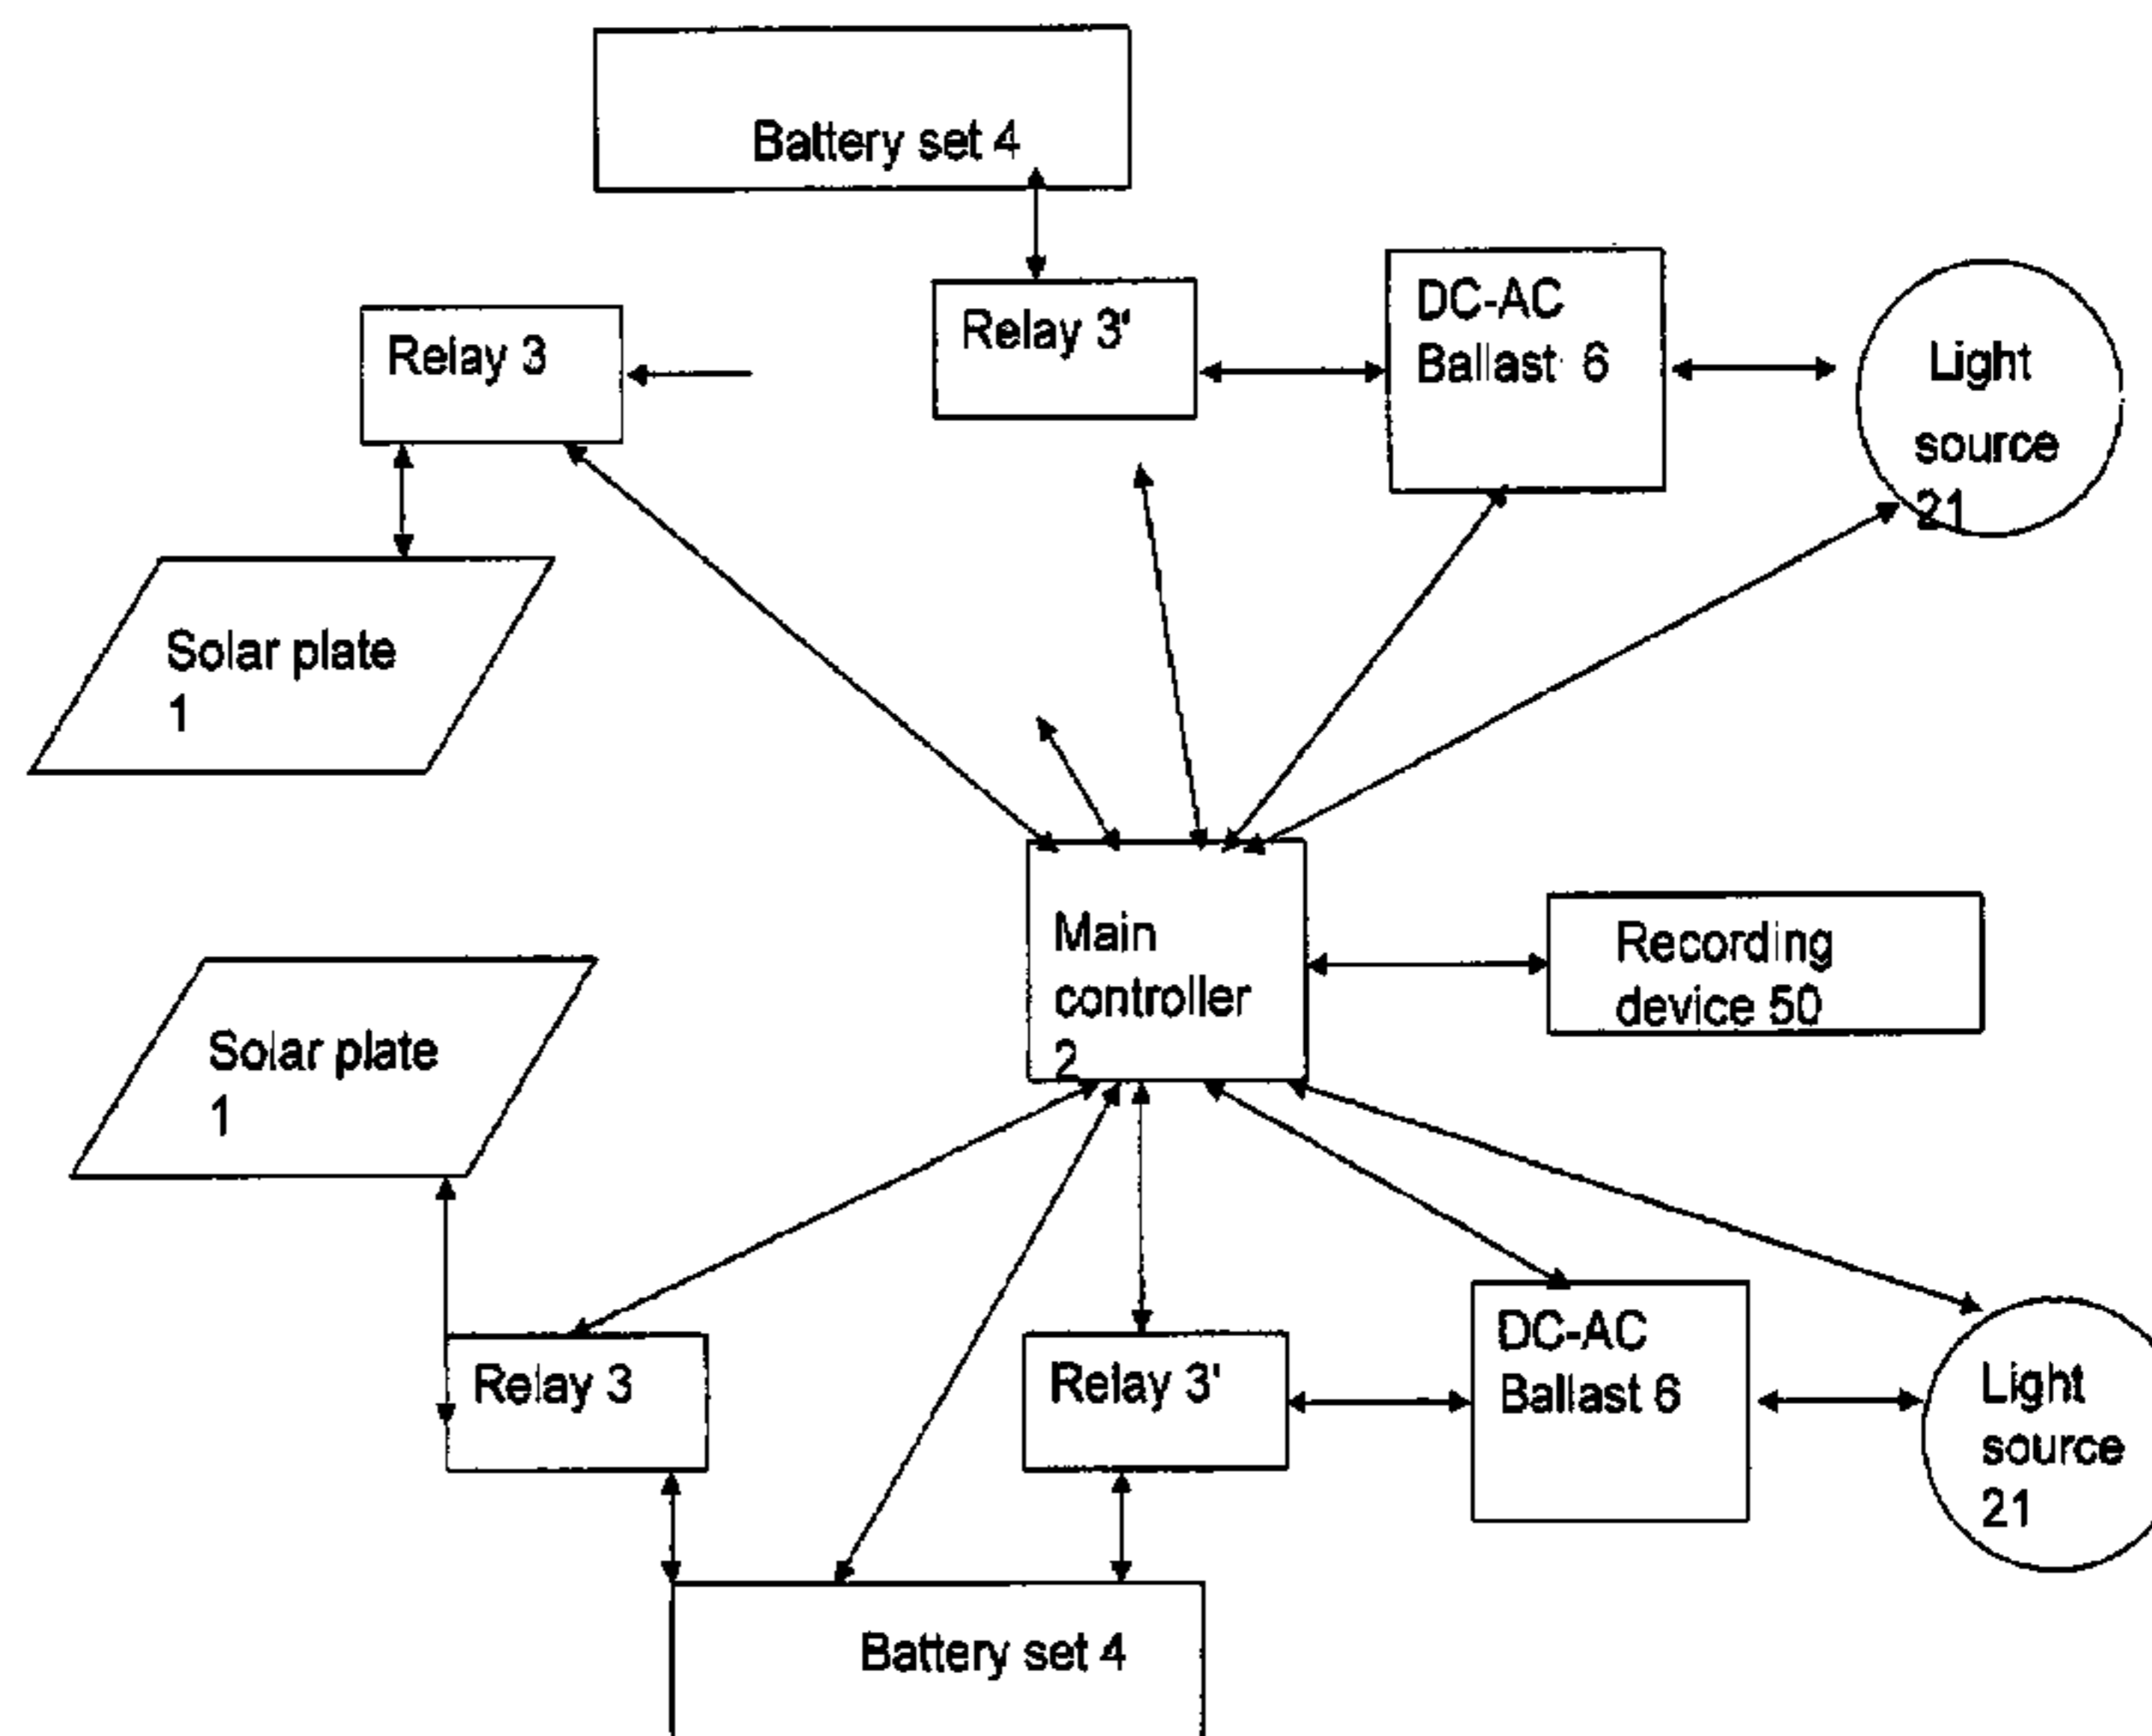 Battery set 4
Relay 3
Relay 3'
DC-AC
Ballast 6
Light
source
21
Solar plate
1
Main
controller
2
Recording
device 50
Solar plate
1
Relay 3
Relay 3'
DC-AC
Ballast 6
Light
source
21
Battery set 4